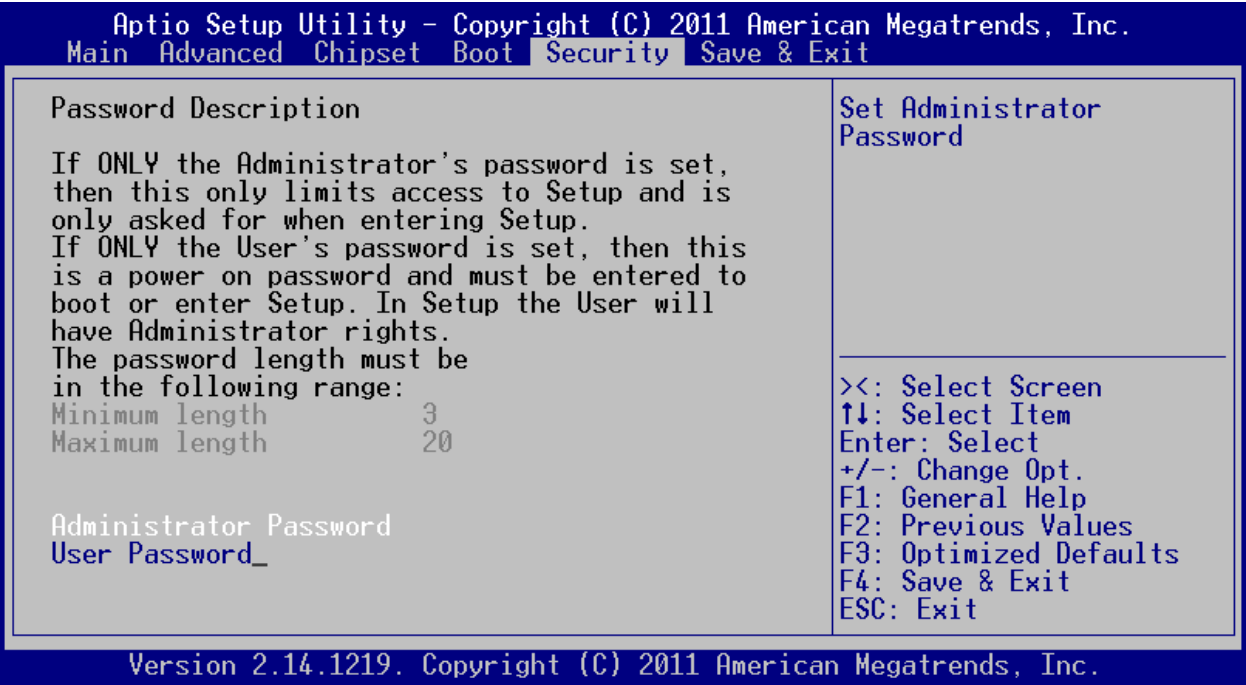 Aptio Setup Utility - Copyright (C) 2011 American Megatrends, Inc.
Main Advanced Chipset Boot Security Save & Exit
Password Description
If ONLY the Administrator's password is set,
then this only limits access to Setup and is
only asked for when entering Setup.
If ONLY the User's password is set, then this
is a power on password and must be entered to
boot or enter Setup. In Setup the User will
have Administrator rights.
The password length must be
in the following range:
Minimum length 3
Maximum length 20
Administrator Password
User Password_
Set Administrator
Password
><: Select Screen
↑↓: Select Item
Enter: Select
+/-: Change Opt.
F1: General Help
F2: Previous Values
F3: Optimized Defaults
F4: Save & Exit
ESC: Exit
Version 2.14.1219. Copyright (C) 2011 American Megatrends, Inc.